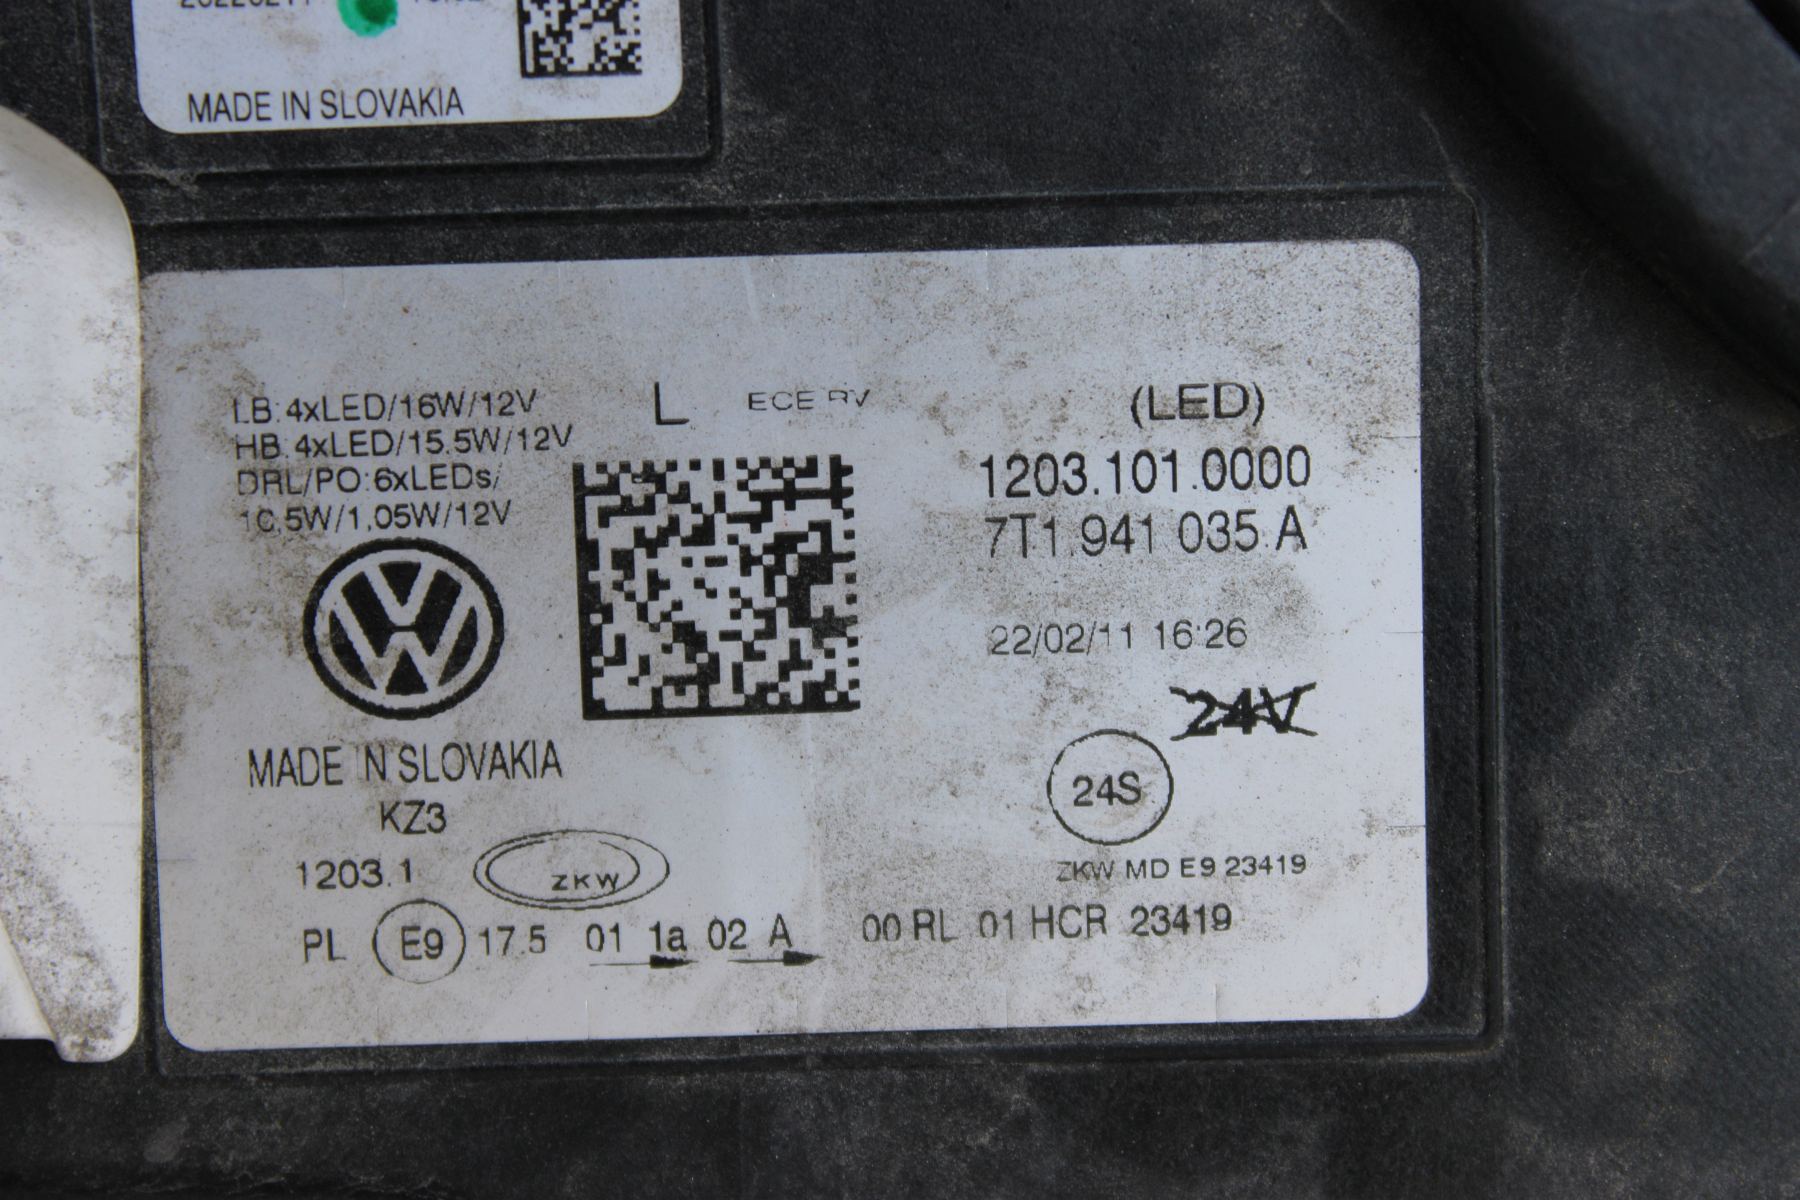 MADE IN SLOVAKIA
LB: 4xLED/16W/12V
HB: 4xLED/15.5W/12V
DRL/PO:6xLEDs/
10,5W/1,05W/12V
L ECE RV
(LED)
1203.101.0000
7T1.941 035.A
22/02/11 16:26
24V
24S
MADE IN SLOVAKIA
KZ3
1203.1 ZKW
ZKW MD E9 23419
PL E9 17.5 01 1a 02 A 00 RL 01 HCR 23419